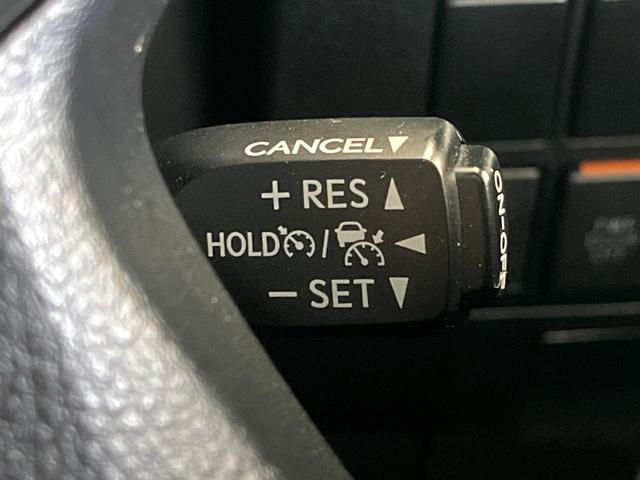 CANCEL▼
+ RES ▲
HOLD / ◀
− SET ▼
ON-OFF